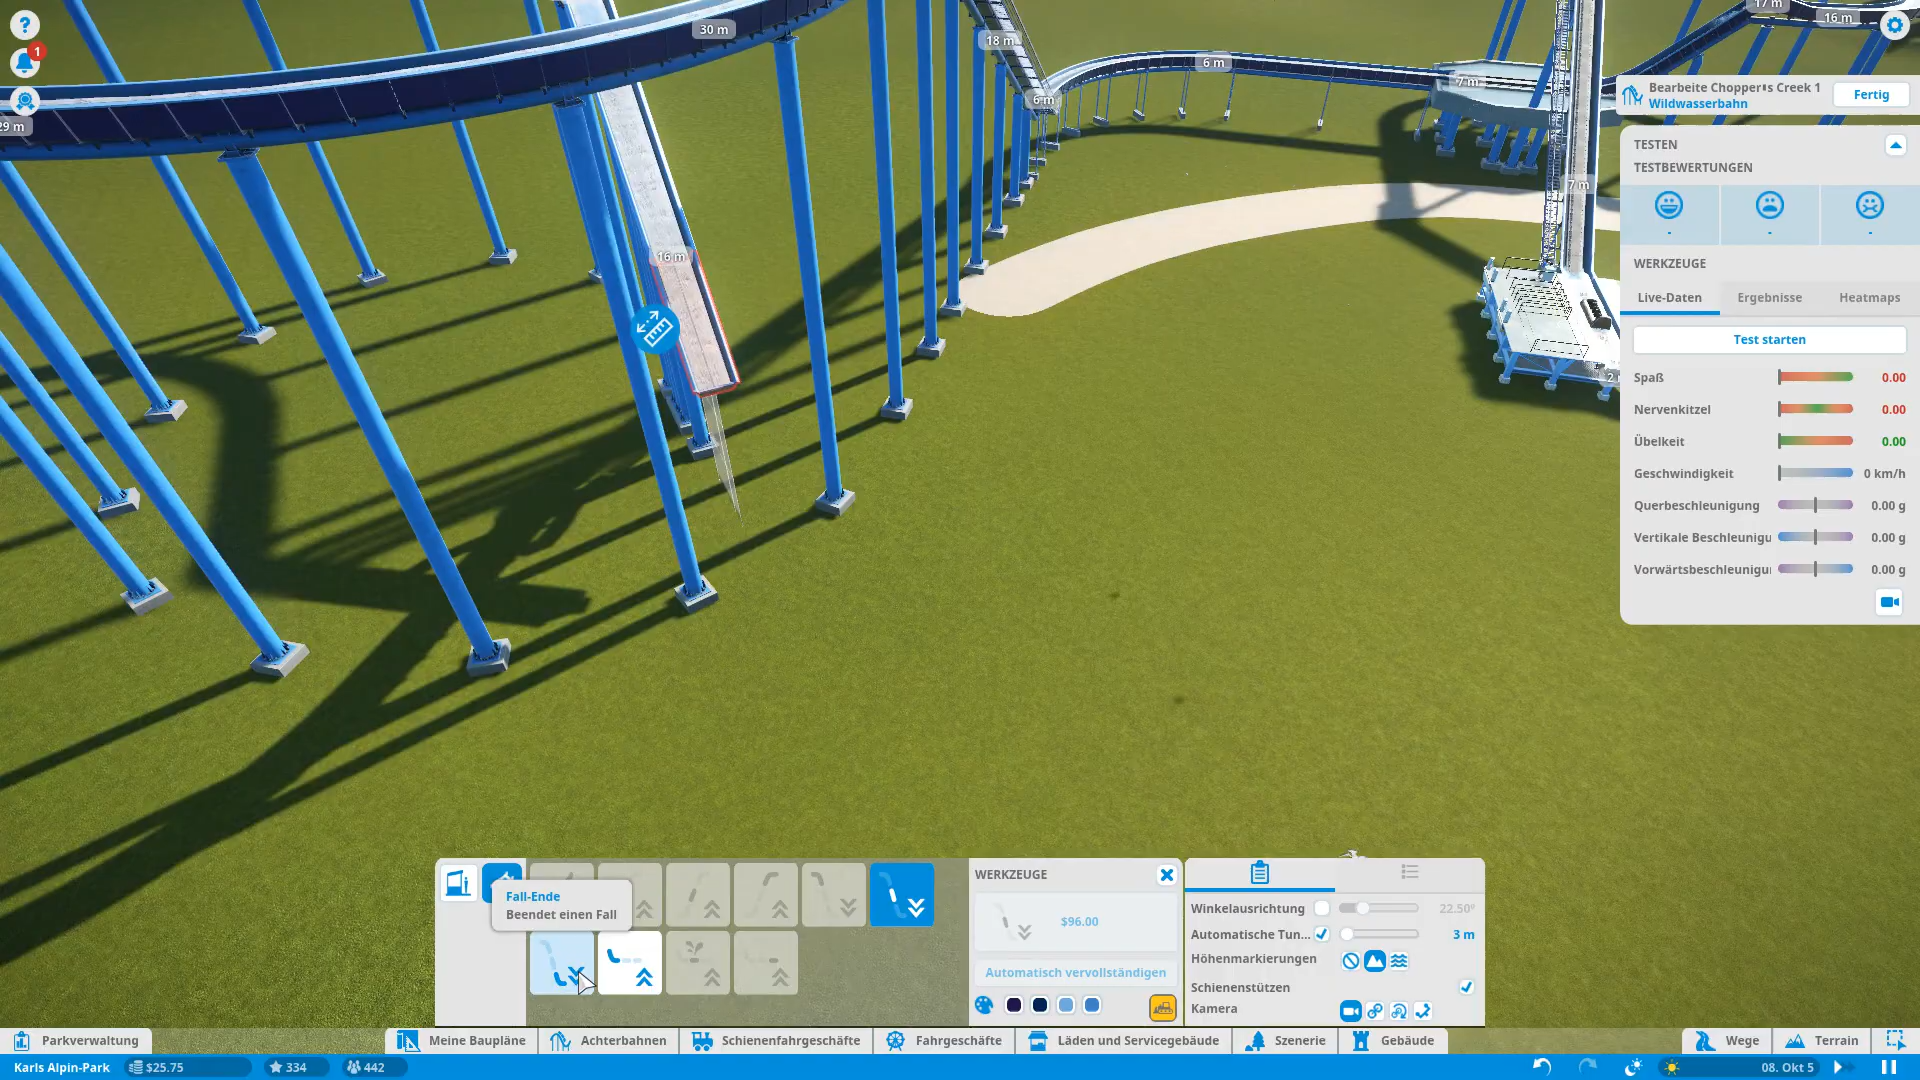 30 m
18 m
6 m
6 m
7 m
17 m
16 m
29 m
16 m
7 m
1
Bearbeite Chopper's Creek 1
Wildwasserbahn
Fertig
TESTEN
TESTBEWERTUNGEN
- - -
WERKZEUGE
Live-Daten Ergebnisse Heatmaps
Test starten
Spaß 0.00
Nervenkitzel 0.00
Übelkeit 0.00
Geschwindigkeit 0 km/h
Querbeschleunigung 0.00 g
Vertikale Beschleunigu 0.00 g
Vorwärtsbeschleunigu 0.00 g
Fall-Ende
Beendet einen Fall
WERKZEUGE
$96.00
Automatisch vervollständigen
Winkelausrichtung 22.50°
Automatische Tun... 3 m
Höhenmarkierungen
Schienenstützen
Kamera
Parkverwaltung Meine Baupläne Achterbahnen Schienenfahrgeschäfte Fahrgeschäfte Läden und Servicegebäude Szenerie Gebäude Wege Terrain
Karls Alpin-Park $25.75 334 442 08. Okt 5